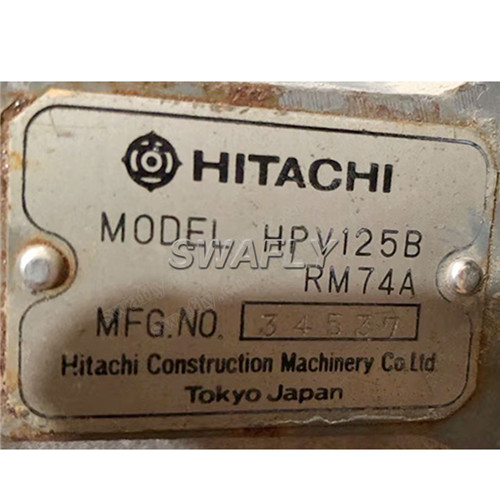 HITACHI
MODEL HPV125B
SWAFLY
RM74A
MFG.NO. 34537
Hitachi Construction Machinery Co.Ltd.
Tokyo Japan